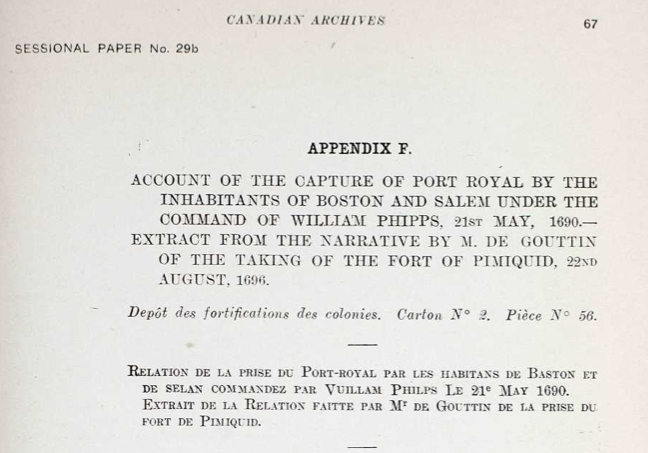 CANADIAN ARCHIVES
67
SESSIONAL PAPER No. 29b
APPENDIX F.
ACCOUNT OF THE CAPTURE OF PORT ROYAL BY THE
INHABITANTS OF BOSTON AND SALEM UNDER THE
COMMAND OF WILLIAM PHIPPS, 21ST MAY, 1690.—
EXTRACT FROM THE NARRATIVE BY M. DE GOUTTIN
OF THE TAKING OF THE FORT OF PIMIQUID, 22ND
AUGUST, 1696.
Depôt des fortifications des colonies. Carton N° 2. Pièce N° 56.
RELATION DE LA PRISE DU PORT-ROYAL PAR LES HABITANS DE BASTON ET
DE SELAN COMMANDEZ PAR VUILLAM PHILPS LE 21e MAY 1690.
EXTRAIT DE LA RELATION FAITTE PAR Mr DE GOUTTIN DE LA PRISE DU
FORT DE PIMIQUID.